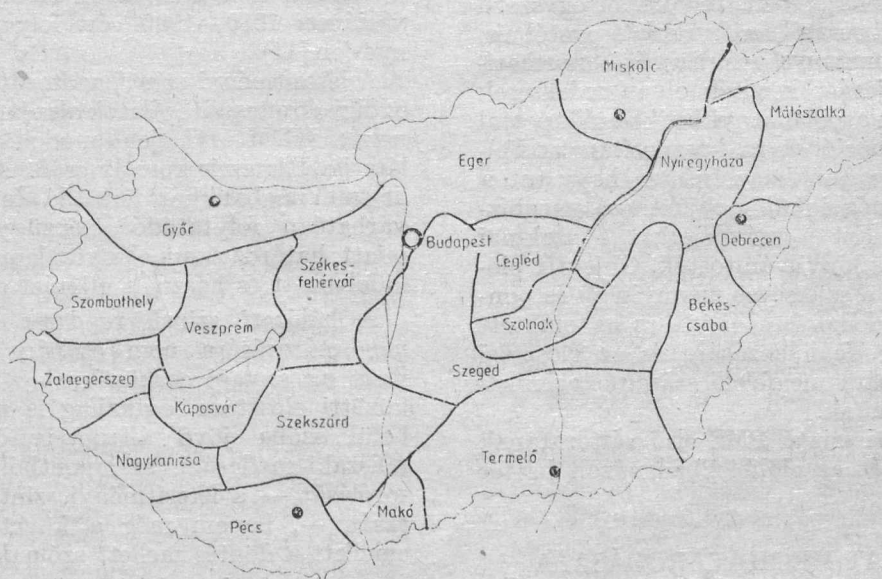 Miskolc
Mátészalka
Eger
Nyíregyháza
Győr
Budapest
Debrecen
Cegléd
Székes-
fehérvár
Szombathely
Veszprém
Szolnok
Békés-
csaba
Zalaegerszeg
Szeged
Kaposvár
Szekszárd
Nagykanizsa
Termelő
Pécs
Makó